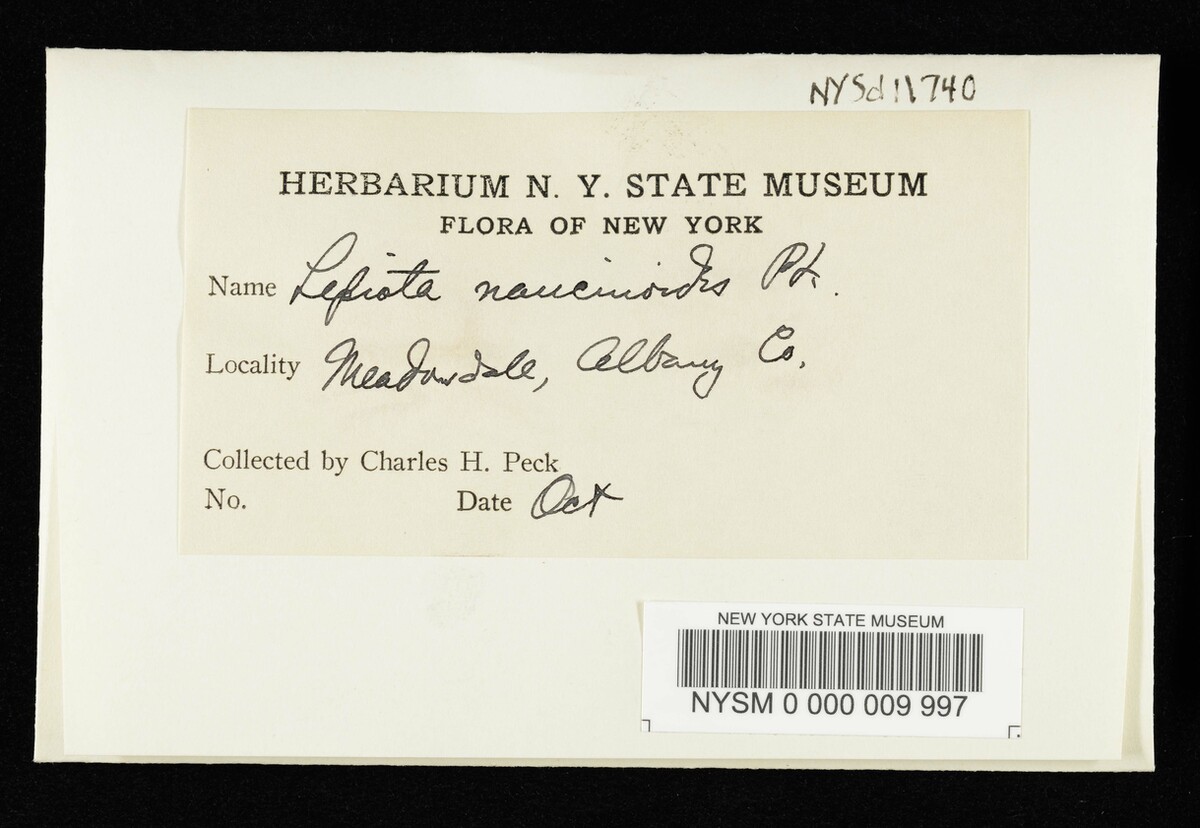 NYSd11740
HERBARIUM N. Y. STATE MUSEUM
FLORA OF NEW YORK
Name Lepiota naucinoides Pk.
Locality Meadowdale, Albany Co.
Collected by Charles H. Peck
No. Date Oct
NEW YORK STATE MUSEUM
NYSM 0 000 009 997